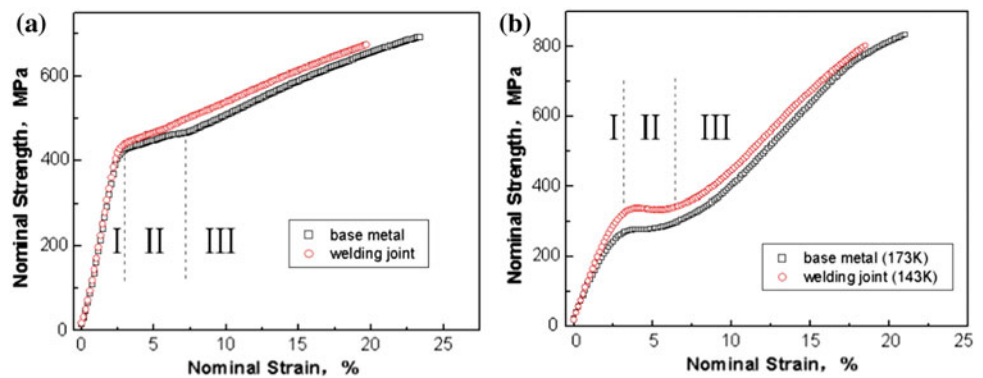 (a)
Nominal Strength, MPa
600
400
200
0
I II III
base metal
welding joint
0 5 10 15 20 25
Nominal Strain, %
(b)
Nominal Strength, MPa
800
600
400
200
0
I II III
base metal (173K)
welding joint (143K)
0 5 10 15 20 25
Nominal Strain, %